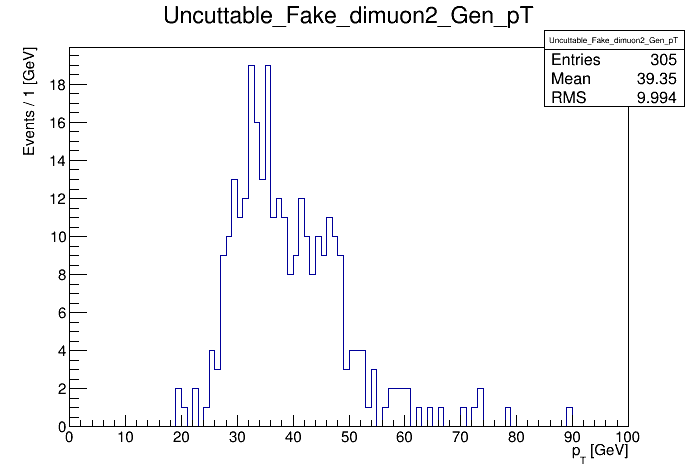 Uncuttable_Fake_dimuon2_Gen_pT
Uncuttable_Fake_dimuon2_Gen_pT
Entries 305
Mean 39.35
RMS 9.994
Events / 1 [GeV]
18
16
14
12
10
8
6
4
2
0
0 10 20 30 40 50 60 70 80 90 100
p_T [GeV]